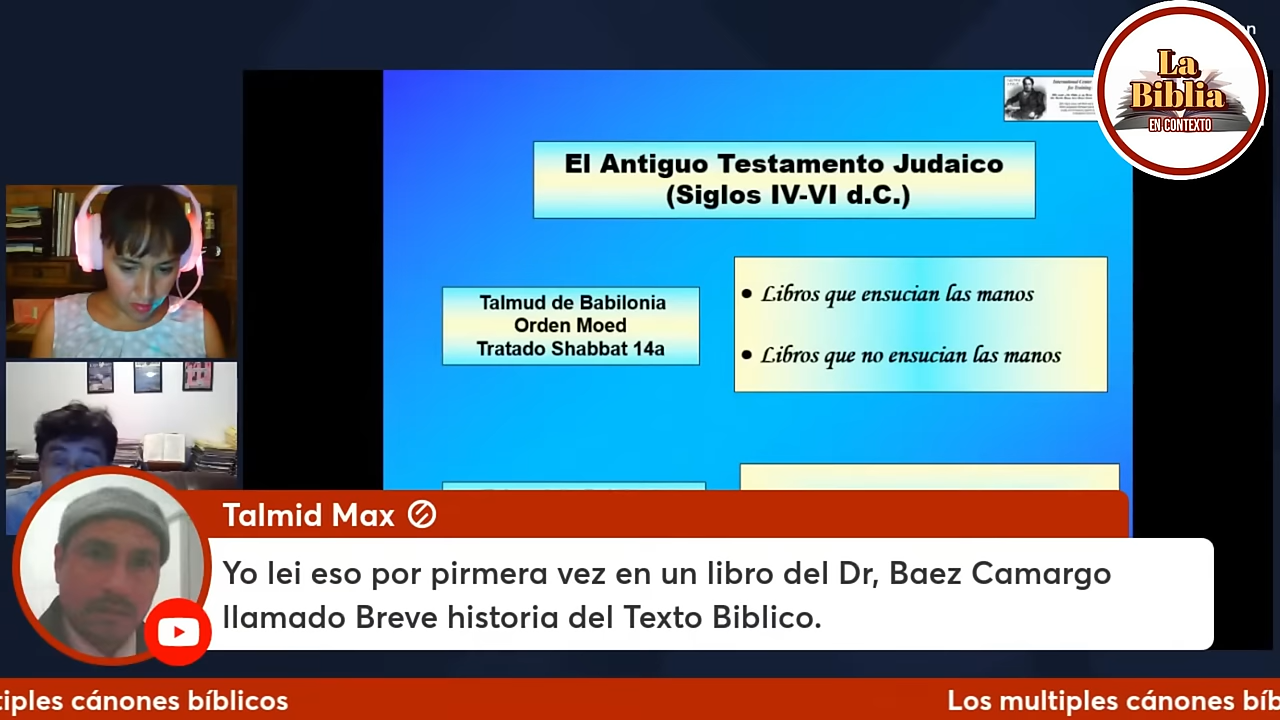 La
Biblia
EN CONTEXTO
El Antiguo Testamento Judaico
(Siglos IV-VI d.C.)
Talmud de Babilonia
Orden Moed
Tratado Shabbat 14a
• Libros que ensucian las manos
• Libros que no ensucian las manos
Talmid Max
Yo lei eso por pirmera vez en un libro del Dr, Baez Camargo
llamado Breve historia del Texto Biblico.
tiples cánones bíblicos
Los multiples cánones bíb